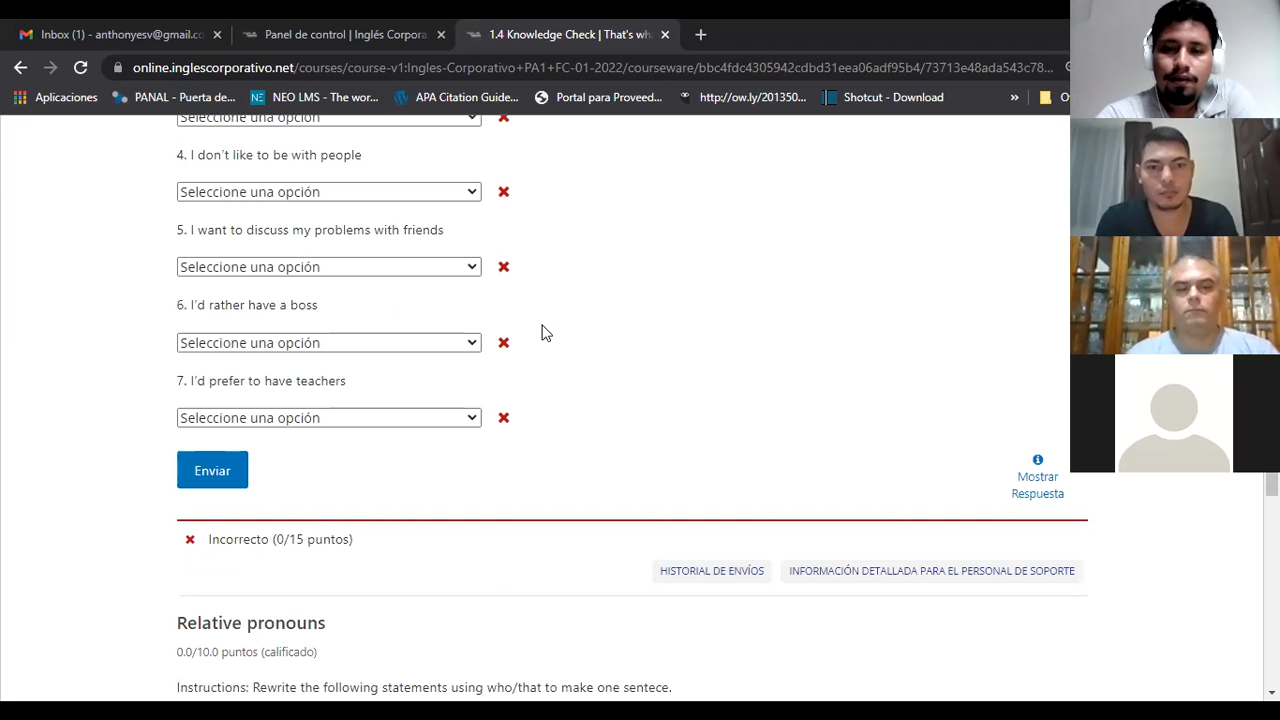 Inbox (1) - anthonyesv@gmail.co
Panel de control | Inglés Corpora
1.4 Knowledge Check | That's wh
online.inglescorporativo.net/courses/course-v1:Ingles-Corporativo+PA1+FC-01-2022/courseware/bbc4fdc4305942cdbd31eea06adf95b4/73713e48ada543c78...
Aplicaciones
PANAL - Puerta de...
NEO LMS - The wor...
APA Citation Guide...
Portal para Proveed...
http://ow.ly/201350...
Shotcut - Download
»
Seleccione una opción
4. I don't like to be with people
Seleccione una opción
5. I want to discuss my problems with friends
Seleccione una opción
6. I'd rather have a boss
Seleccione una opción
7. I'd prefer to have teachers
Seleccione una opción
Enviar
Mostrar
Respuesta
Incorrecto (0/15 puntos)
HISTORIAL DE ENVÍOS
INFORMACIÓN DETALLADA PARA EL PERSONAL DE SOPORTE
Relative pronouns
0.0/10.0 puntos (calificado)
Instructions: Rewrite the following statements using who/that to make one sentece.